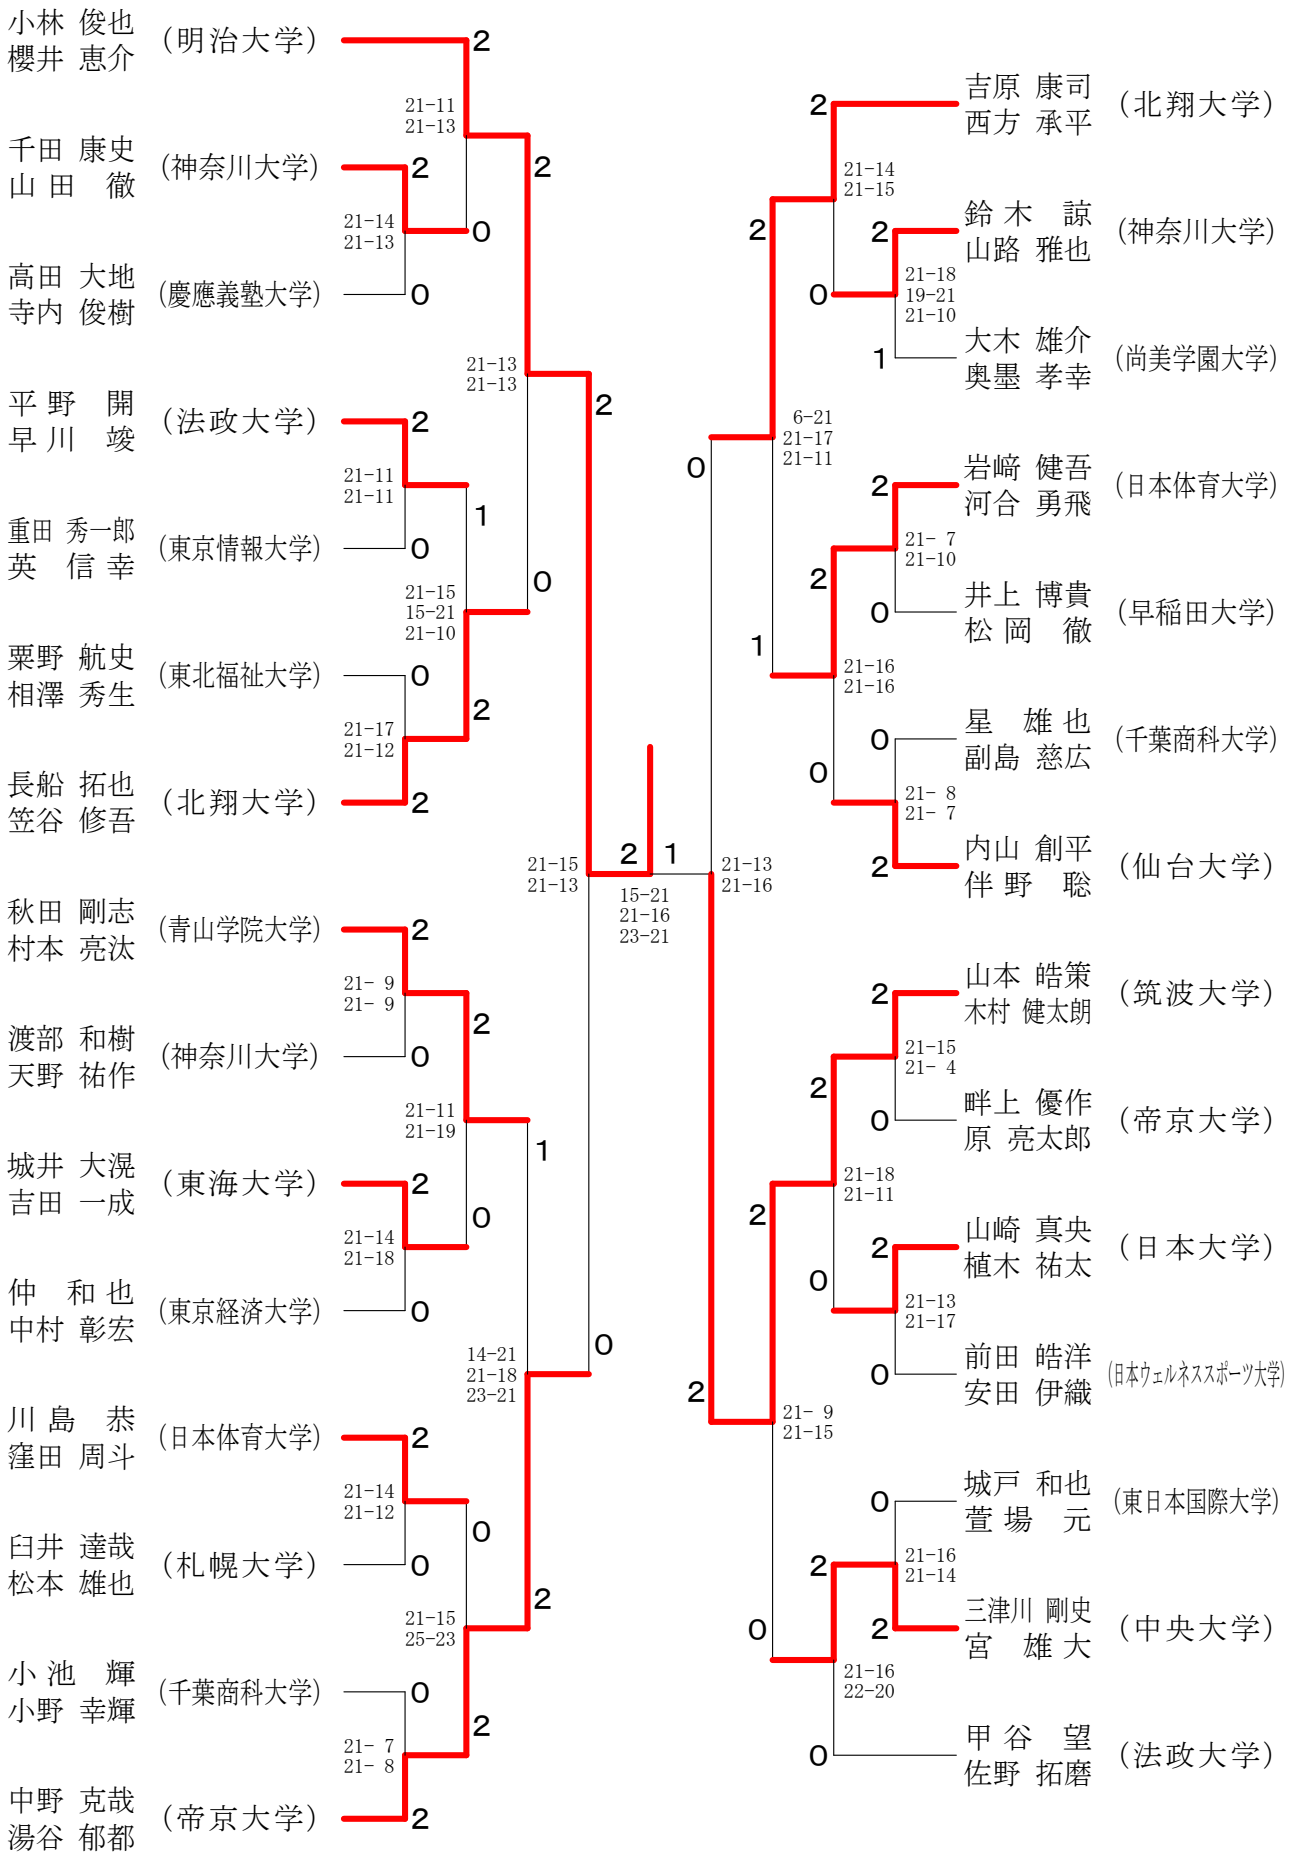 小林 俊也
櫻井 恵介
(明治大学)
2
21-11
21-13
千田 康史
山田 徹
(神奈川大学)
2
21-14
21-13
0
高田 大地
寺内 俊樹
(慶應義塾大学)
0
2
21-13
21-13
平野 開
早川 竣
(法政大学)
2
21-11
21-11
1
重田 秀一郎
英 信幸
(東京情報大学)
0
21-15
15-21
21-10
0
栗野 航史
相澤 秀生
(東北福祉大学)
0
21-17
21-12
2
長船 拓也
笠谷 修吾
(北翔大学)
2
2
21-15
21-13
秋田 剛志
村本 亮汰
(青山学院大学)
2
21- 9
21- 9
2
渡部 和樹
天野 祐作
(神奈川大学)
0
21-11
21-19
1
城井 大滉
吉田 一成
(東海大学)
2
21-14
21-18
0
仲 和也
中村 彰宏
(東京経済大学)
0
14-21
21-18
23-21
0
川島 恭
窪田 周斗
(日本体育大学)
2
21-14
21-12
0
臼井 達哉
松本 雄也
(札幌大学)
0
21-15
25-23
2
小池 輝
小野 幸輝
(千葉商科大学)
0
21- 7
21- 8
2
中野 克哉
湯谷 郁都
(帝京大学)
2
2
1
15-21
21-16
23-21
2
吉原 康司
西方 承平
(北翔大学)
21-14
21-15
2
2
鈴木 諒
山路 雅也
(神奈川大学)
0
21-18
19-21
21-10
1
大木 雄介
奥墨 孝幸
(尚美学園大学)
6-21
21-17
21-11
0
2
岩﨑 健吾
河合 勇飛
(日本体育大学)
2
21- 7
21-10
0
井上 博貴
松岡 徹
(早稲田大学)
1
21-16
21-16
0
星 雄也
副島 慈広
(千葉商科大学)
0
21- 8
21- 7
2
内山 創平
伴野 聡
(仙台大学)
21-13
21-16
2
山本 皓策
木村 健太朗
(筑波大学)
2
21-15
21- 4
0
畔上 優作
原 亮太郎
(帝京大学)
2
21-18
21-11
2
山崎 真央
植木 祐太
(日本大学)
0
21-13
21-17
0
前田 皓洋
安田 伊織
(日本ウェルネススポーツ大学)
2
21- 9
21-15
0
城戸 和也
萱場 元
(東日本国際大学)
2
21-16
21-14
2
三津川 剛史
宮 雄大
(中央大学)
0
21-16
22-20
0
甲谷 望
佐野 拓磨
(法政大学)